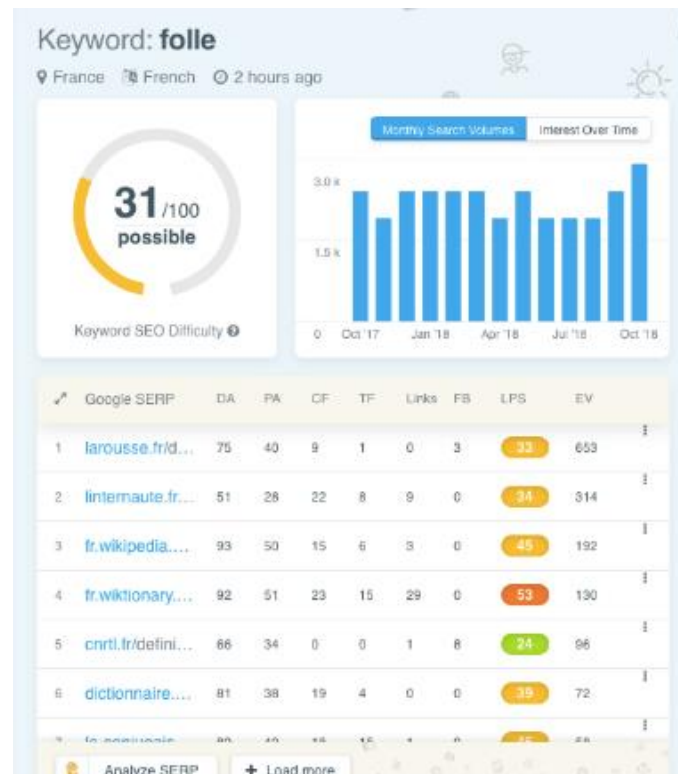 Keyword: folle
France French 2 hours ago
Monthly Search Volumes Interest Over Time
31 /100
possible
Keyword SEO Difficulty
3.0 k
1.5 k
0 Oct '17 Jan '18 Apr '18 Jul '18 Oct '18
Google SERP DA PA CF TF Links FB LPS EV
1 larousse.fr/d... 75 40 9 1 0 3 33 653
2 linternaute.fr... 51 28 22 8 9 0 34 314
3 fr.wikipedia.... 93 50 15 6 3 0 45 192
4 fr.wiktionary.... 92 51 23 15 29 0 53 130
5 cnrtl.fr/defini... 66 34 0 0 1 8 24 96
6 dictionnaire.... 81 38 19 4 0 0 39 72
Analyze SERP + Load more